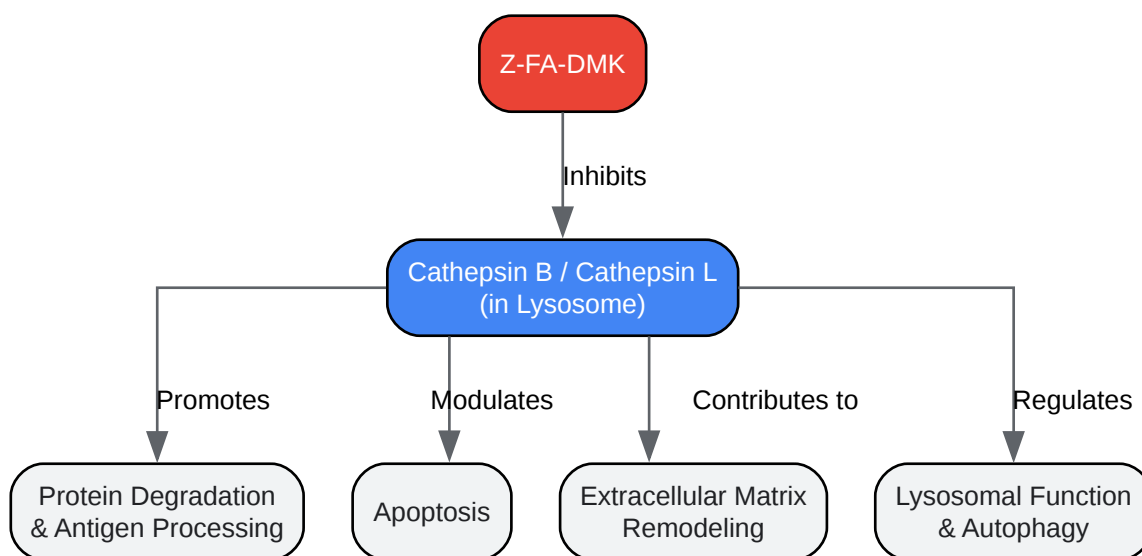 Z-FA-DMK
Inhibits
Cathepsin B / Cathepsin L
(in Lysosome)
Promotes
Modulates
Contributes to
Regulates
Protein Degradation
& Antigen Processing
Apoptosis
Extracellular Matrix
Remodeling
Lysosomal Function
& Autophagy